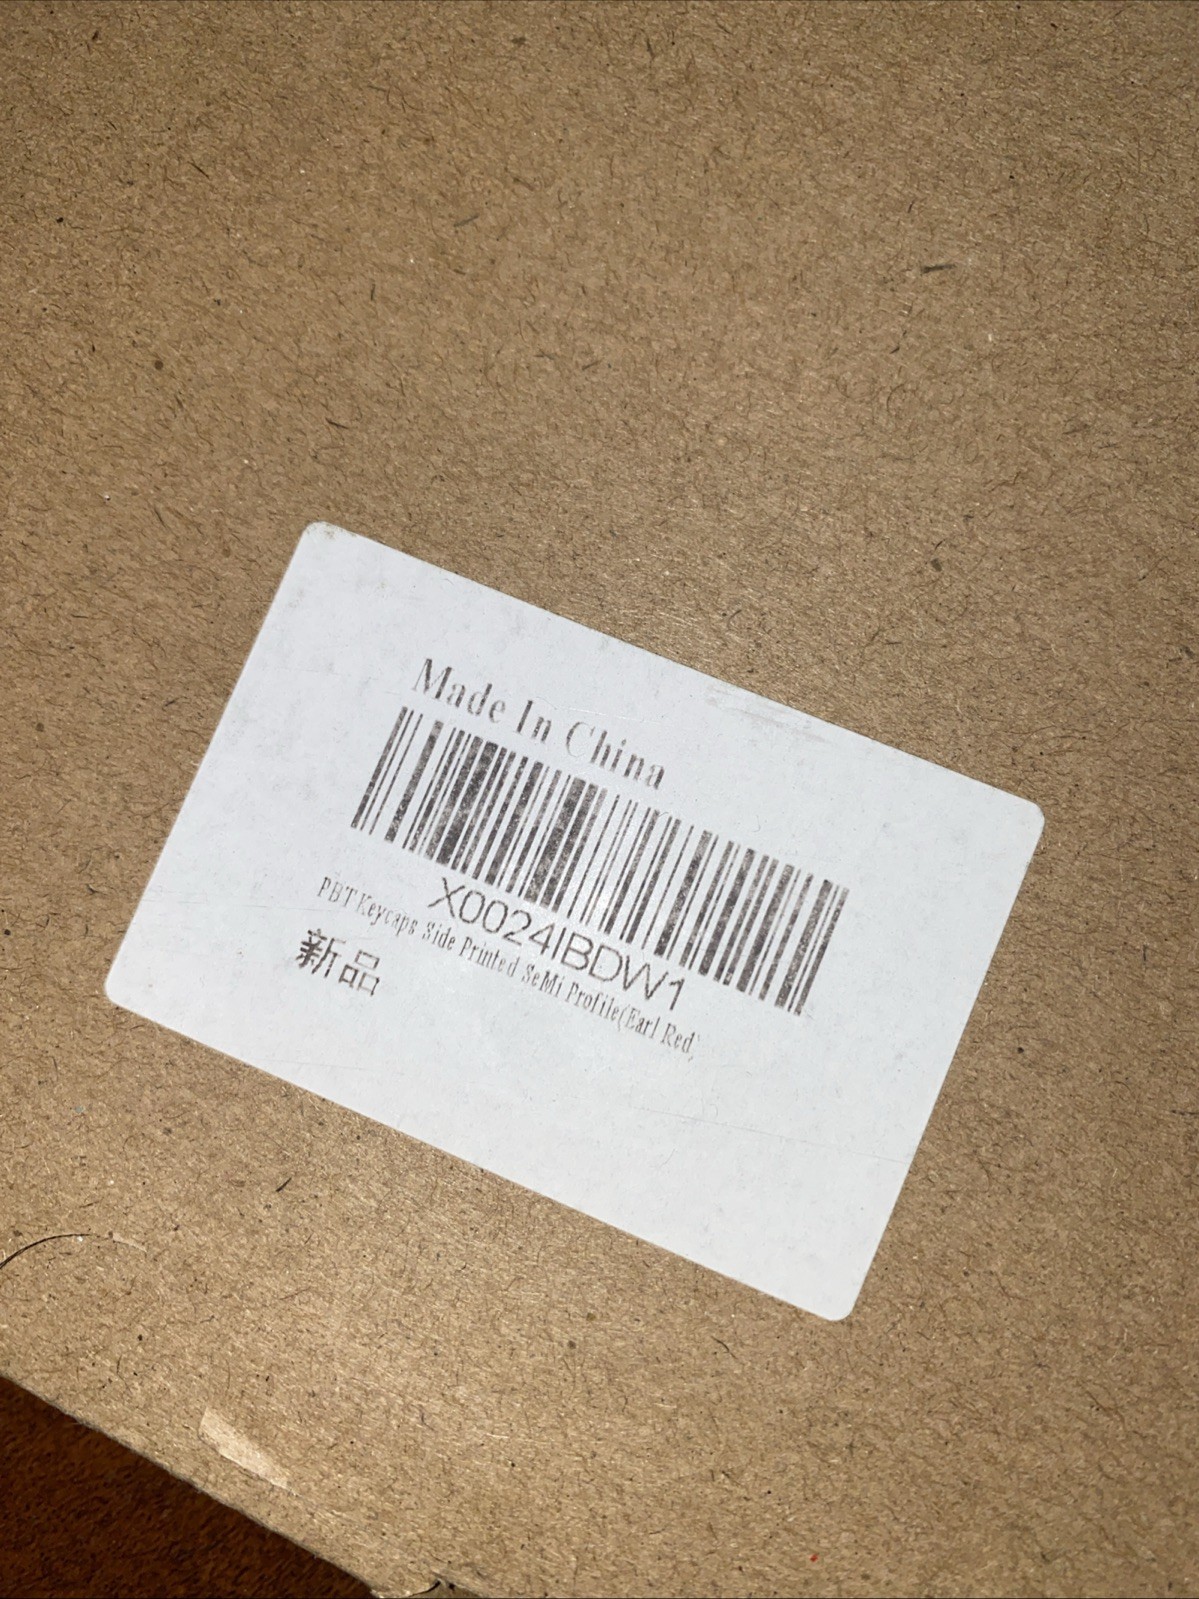 Made In China
X0024IBDW1
PBT Keycaps Side Printed SeMi Profile(Earl Red)
新品